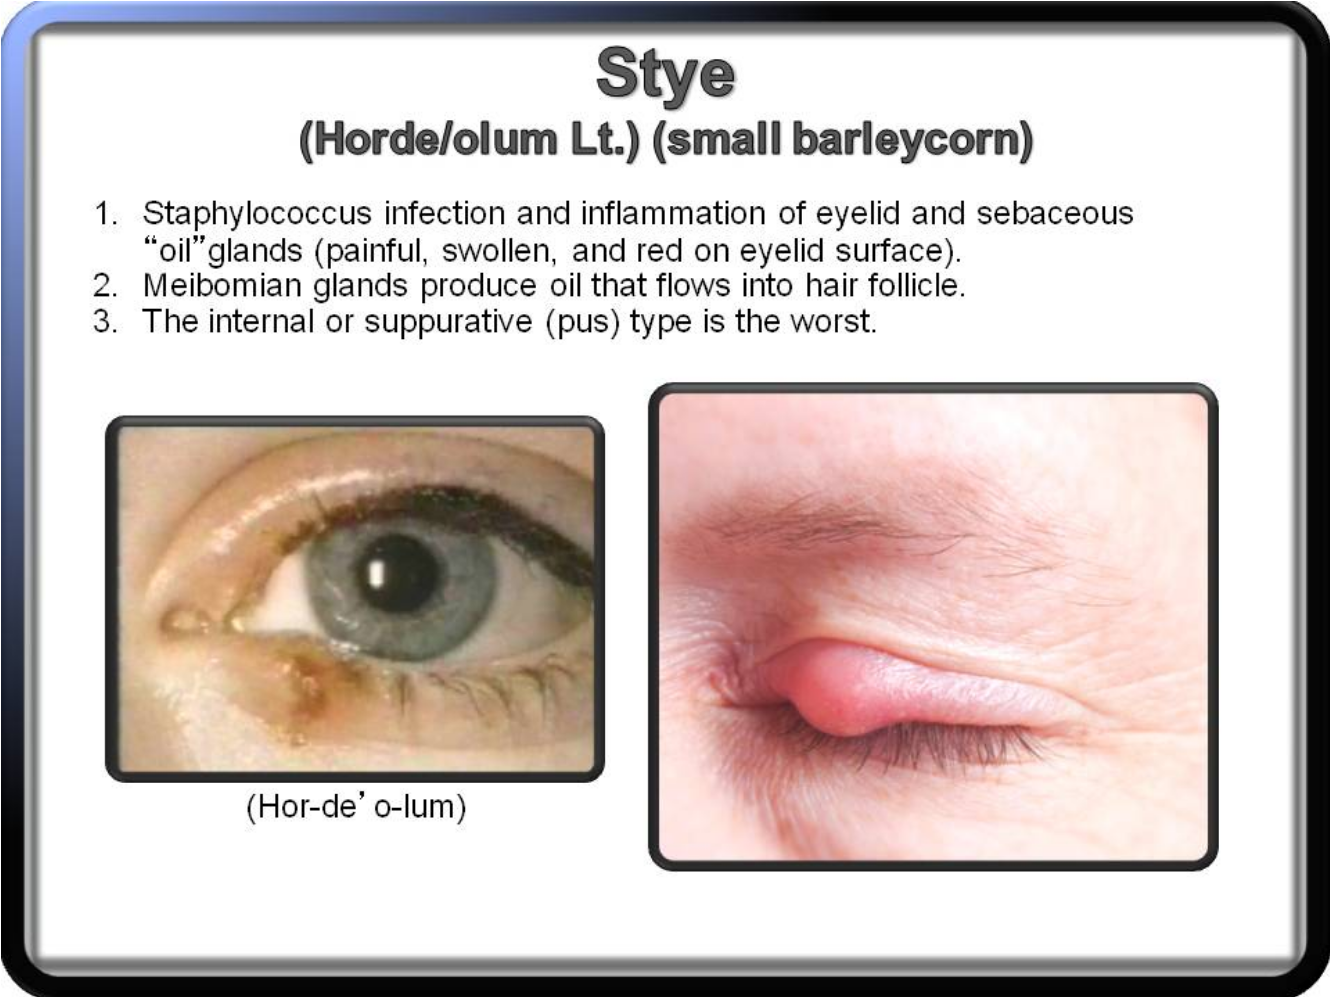 Stye
(Horde/olum Lt.) (small barleycorn)
1. Staphylococcus infection and inflammation of eyelid and sebaceous
“oil”glands (painful, swollen, and red on eyelid surface).
2. Meibomian glands produce oil that flows into hair follicle.
3. The internal or suppurative (pus) type is the worst.
(Hor-de’ o-lum)